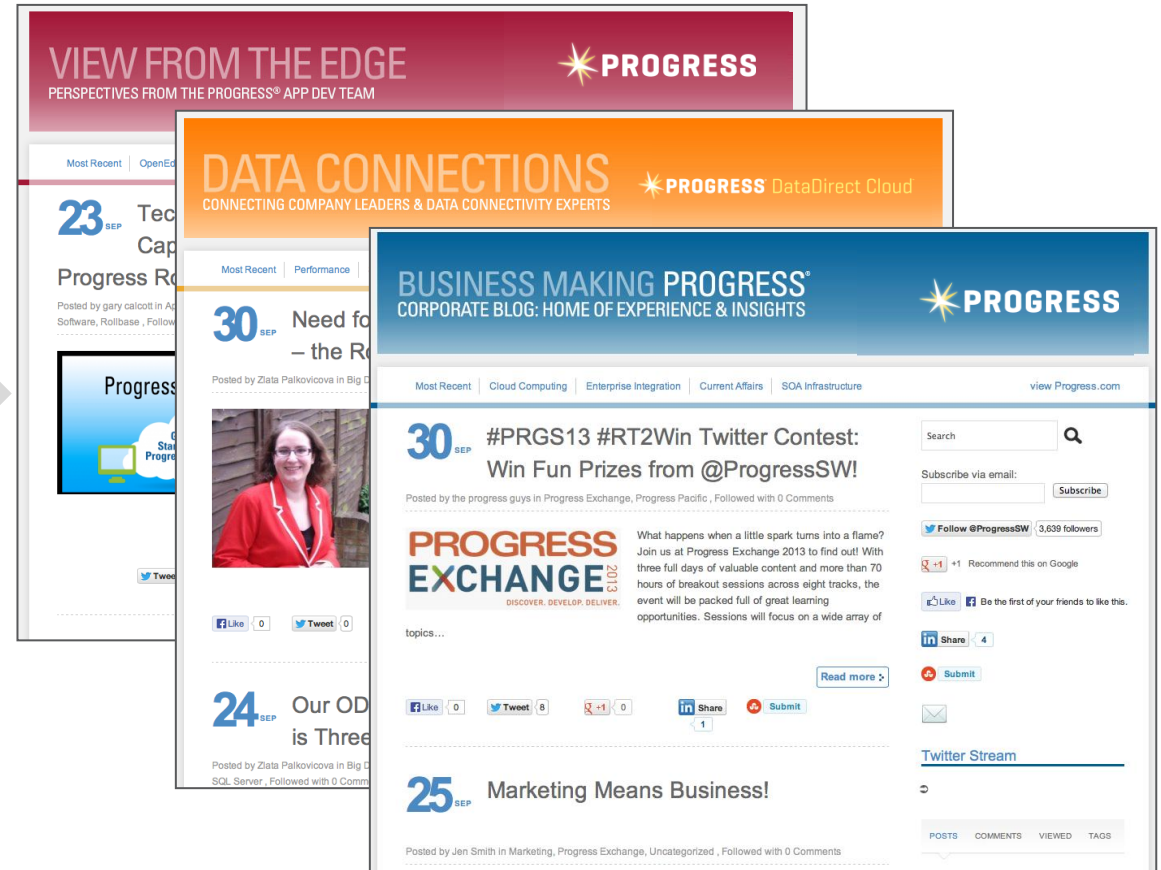 VIEW FROM THE EDGE
PERSPECTIVES FROM THE PROGRESS® APP DEV TEAM
PROGRESS
Most Recent
23 SEP
Progress
Posted by gary calcott in
Software, Rollbase , Follow
Progress
DATA CONNECTIONS
CONNECTING COMPANY LEADERS & DATA CONNECTIVITY EXPERTS
PROGRESS DataDirect Cloud
Most Recent Performance
30 SEP Need
– the
Posted by Zlata Palkovicova in Big
Like 0 Tweet 0
24 SEP Our
is Three
Posted by Zlata Palkovicova in Big
SQL Server , Followed with 0
BUSINESS MAKING PROGRESS®
CORPORATE BLOG: HOME OF EXPERIENCE & INSIGHTS
PROGRESS
Most Recent Cloud Computing Enterprise Integration Current Affairs SOA Infrastructure view Progress.com
30 SEP #PRGS13 #RT2Win Twitter Contest:
Win Fun Prizes from @ProgressSW!
Posted by the progress guys in Progress Exchange, Progress Pacific , Followed with 0 Comments
PROGRESS
EXCHANGE 2013
DISCOVER. DEVELOP. DELIVER.
What happens when a little spark turns into a flame?
Join us at Progress Exchange 2013 to find out! With
three full days of valuable content and more than 70
hours of breakout sessions across eight tracks, the
event will be packed full of great learning
opportunities. Sessions will focus on a wide array of
topics…
Read more
Like 0 Tweet 8 +1 0 Share 1 Submit
25 SEP Marketing Means Business!
Posted by Jen Smith in Marketing, Progress Exchange, Uncategorized , Followed with 0 Comments
Search
Subscribe via email:
Subscribe
Follow @ProgressSW 3,639 followers
+1 +1 Recommend this on Google
Like Be the first of your friends to like this.
in Share 4
Submit
Twitter Stream
POSTS COMMENTS VIEWED TAGS